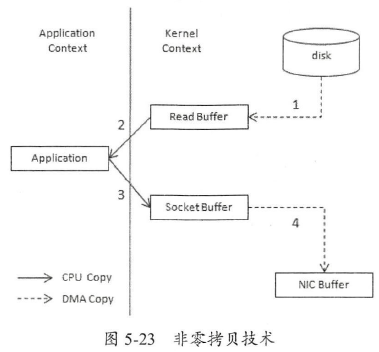 Application
Context
Kernel
Context
disk
1
2
Read Buffer
Application
3
Socket Buffer
4
NIC Buffer
CPU Copy
DMA Copy
图 5-23 非零拷贝技术